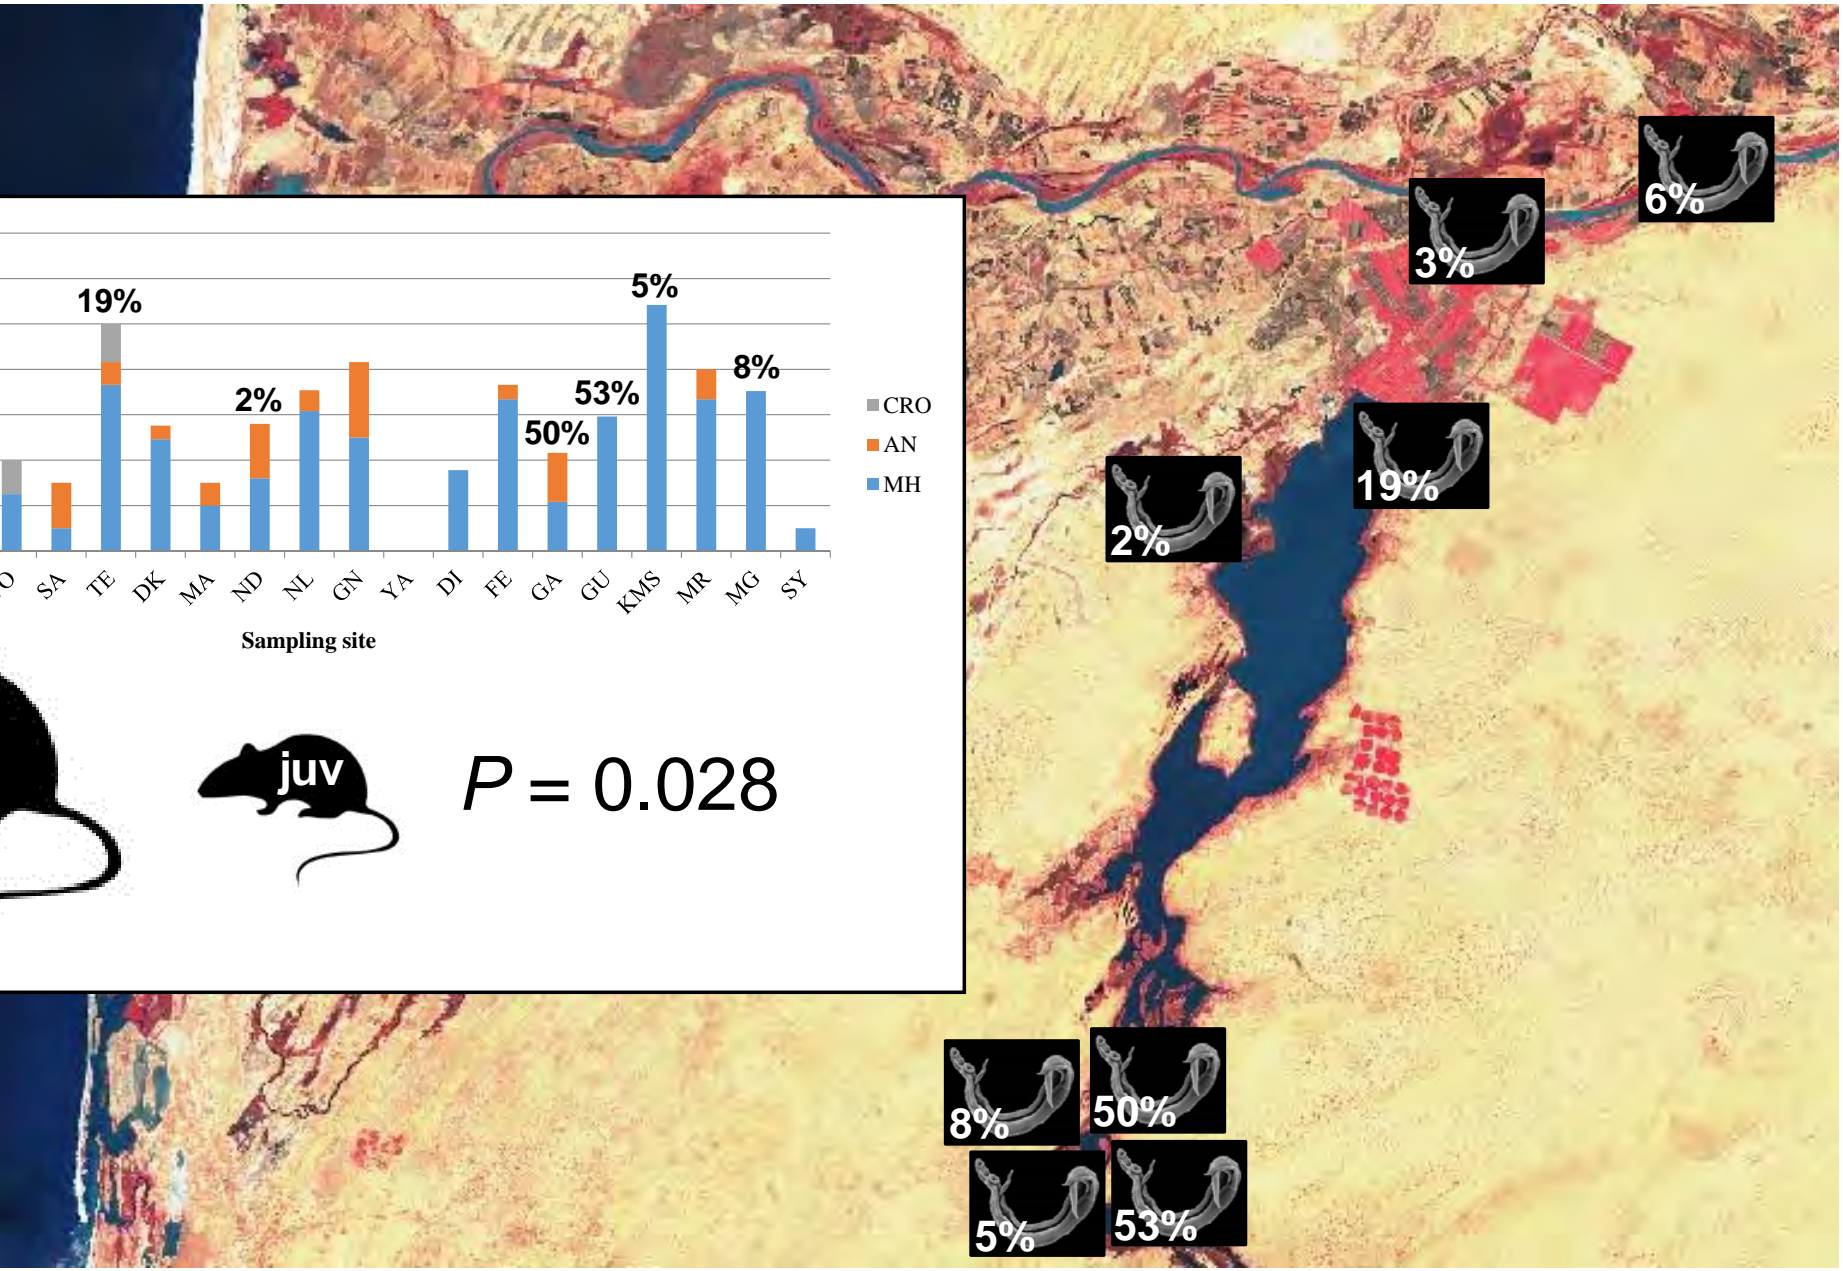 6%
3%
5%
19%
8%
53%
2%
50%
CRO
AN
MH
19%
2%
SA TE DK MA ND NL GN YA DI FE GA GU KMS MR MG SY
Sampling site
juv
P = 0.028
8%
50%
5%
53%